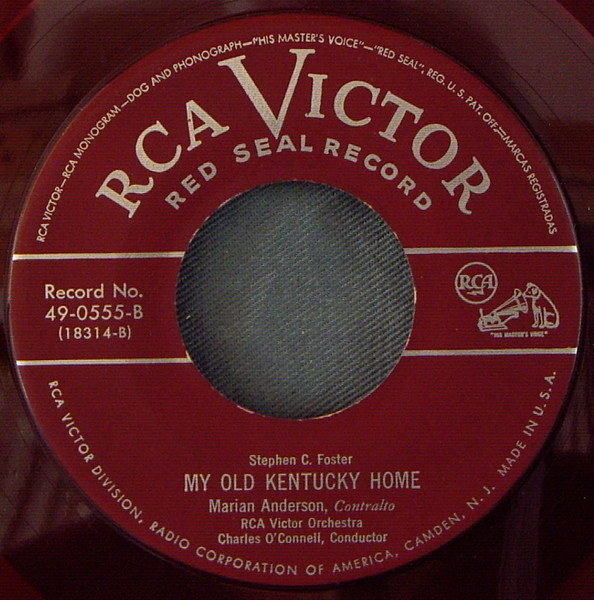 RCA VICTOR—RCA MONOGRAM—DOG AND PHONOGRAPH—"HIS MASTER'S VOICE"—"RED SEAL", REG. U.S. PAT. OFF.—MARCAS REGISTRADAS
RCA VICTOR
RED SEAL RECORD
Record No.
49-0555-B
(18314-B)
RCA
"HIS MASTER'S VOICE"
Stephen C. Foster
MY OLD KENTUCKY HOME
Marian Anderson, Contralto
RCA Victor Orchestra
Charles O'Connell, Conductor
RCA VICTOR DIVISION, RADIO CORPORATION OF AMERICA, CAMDEN, N. J. MADE IN U.S.A.